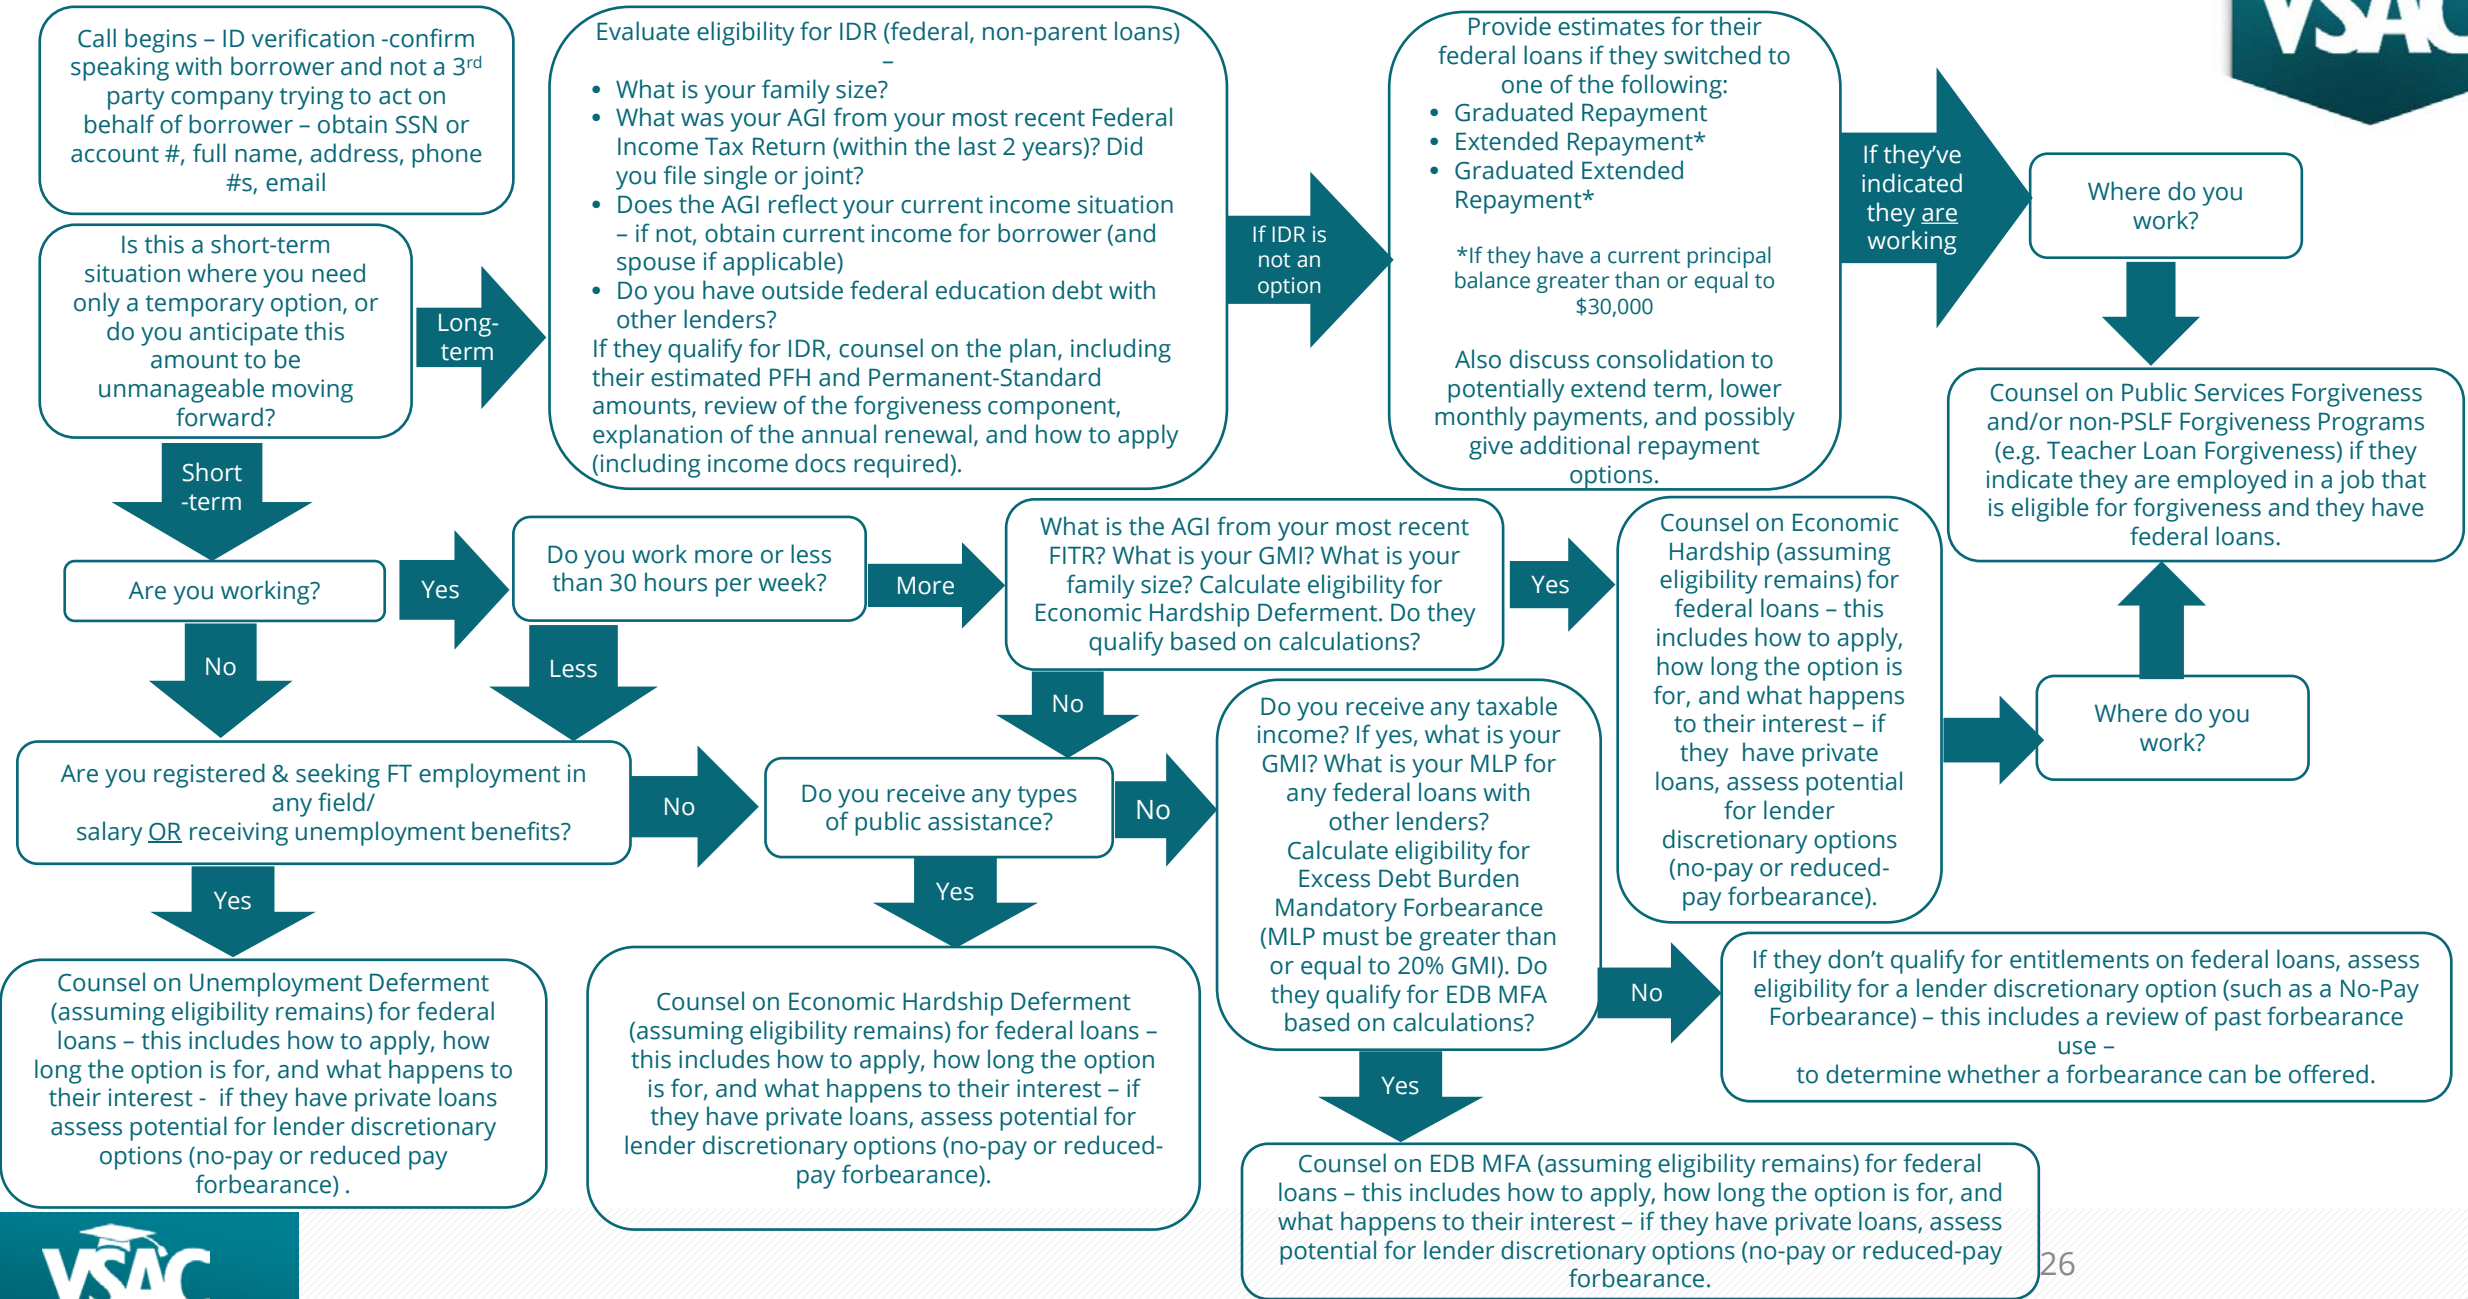 Call begins – ID verification -confirm
speaking with borrower and not a 3rd
party company trying to act on
behalf of borrower – obtain SSN or
account #, full name, address, phone
#s, email
Is this a short-term
situation where you need
only a temporary option, or
do you anticipate this
amount to be
unmanageable moving
forward?
Long-
term
Evaluate eligibility for IDR (federal, non-parent loans)
–
• What is your family size?
• What was your AGI from your most recent Federal
Income Tax Return (within the last 2 years)? Did
you file single or joint?
• Does the AGI reflect your current income situation
– if not, obtain current income for borrower (and
spouse if applicable)
• Do you have outside federal education debt with
other lenders?
If they qualify for IDR, counsel on the plan, including
their estimated PFH and Permanent-Standard
amounts, review of the forgiveness component,
explanation of the annual renewal, and how to apply
(including income docs required).
If IDR is
not an
option
Provide estimates for their
federal loans if they switched to
one of the following:
• Graduated Repayment
• Extended Repayment*
• Graduated Extended
Repayment*
*If they have a current principal
balance greater than or equal to
$30,000
Also discuss consolidation to
potentially extend term, lower
monthly payments, and possibly
give additional repayment
options.
If they've
indicated
they are
working
VSAC
Where do you
work?
Counsel on Public Services Forgiveness
and/or non-PSLF Forgiveness Programs
(e.g. Teacher Loan Forgiveness) if they
indicate they are employed in a job that
is eligible for forgiveness and they have
federal loans.
Short
-term
Are you working?
Yes
Do you work more or less
than 30 hours per week?
More
What is the AGI from your most recent
FITR? What is your GMI? What is your
family size? Calculate eligibility for
Economic Hardship Deferment. Do they
qualify based on calculations?
Yes
Counsel on Economic
Hardship (assuming
eligibility remains) for
federal loans – this
includes how to apply,
how long the option is
for, and what happens
to their interest – if
they have private
loans, assess potential
for lender
discretionary options
(no-pay or reduced-
pay forbearance).
Where do you
work?
No
Less
No
Are you registered & seeking FT employment in
any field/
salary OR receiving unemployment benefits?
No
Do you receive any types
of public assistance?
No
Do you receive any taxable
income? If yes, what is your
GMI? What is your MLP for
any federal loans with
other lenders?
Calculate eligibility for
Excess Debt Burden
Mandatory Forbearance
(MLP must be greater than
or equal to 20% GMI). Do
they qualify for EDB MFA
based on calculations?
No
If they don't qualify for entitlements on federal loans, assess
eligibility for a lender discretionary option (such as a No-Pay
Forbearance) – this includes a review of past forbearance
use –
to determine whether a forbearance can be offered.
Yes
Counsel on Unemployment Deferment
(assuming eligibility remains) for federal
loans – this includes how to apply, how
long the option is for, and what happens to
their interest - if they have private loans
assess potential for lender discretionary
options (no-pay or reduced pay
forbearance) .
Yes
Counsel on Economic Hardship Deferment
(assuming eligibility remains) for federal loans –
this includes how to apply, how long the option
is for, and what happens to their interest – if
they have private loans, assess potential for
lender discretionary options (no-pay or reduced-
pay forbearance).
Yes
Counsel on EDB MFA (assuming eligibility remains) for federal
loans – this includes how to apply, how long the option is for, and
what happens to their interest – if they have private loans, assess
potential for lender discretionary options (no-pay or reduced-pay
forbearance.
VSAC
26